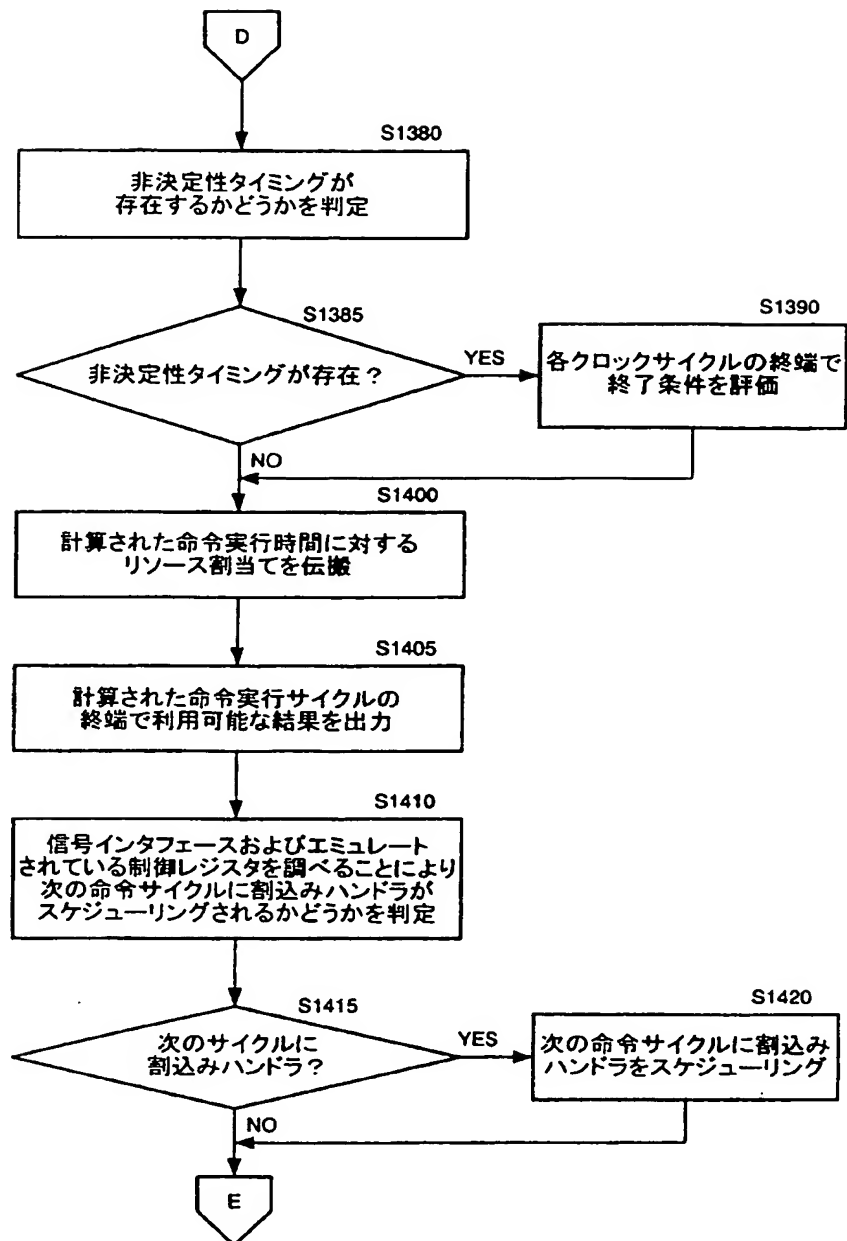 D
S1380
非決定性タイミングが
存在するかどうかを判定
S1385
非決定性タイミングが存在？
YES
S1390
各クロックサイクルの終端で
終了条件を評価
NO
S1400
計算された命令実行時間に対する
リソース割当てを伝搬
S1405
計算された命令実行サイクルの
終端で利用可能な結果を出力
S1410
信号インタフェースおよびエミュレート
されている制御レジスタを調べることにより
次の命令サイクルに割込みハンドラが
スケジューリングされるかどうかを判定
S1415
次のサイクルに
割込みハンドラ？
YES
S1420
次の命令サイクルに割込み
ハンドラをスケジューリング
NO
E